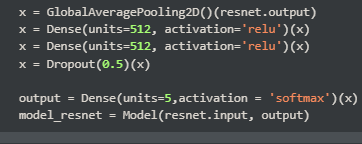 x = GlobalAveragePooling2D()(resnet.output)
x = Dense(units=512, activation='relu')(x)
x = Dense(units=512, activation='relu')(x)
x = Dropout(0.5)(x)
output = Dense(units=5,activation = 'softmax')(x)
model_resnet = Model(resnet.input, output)